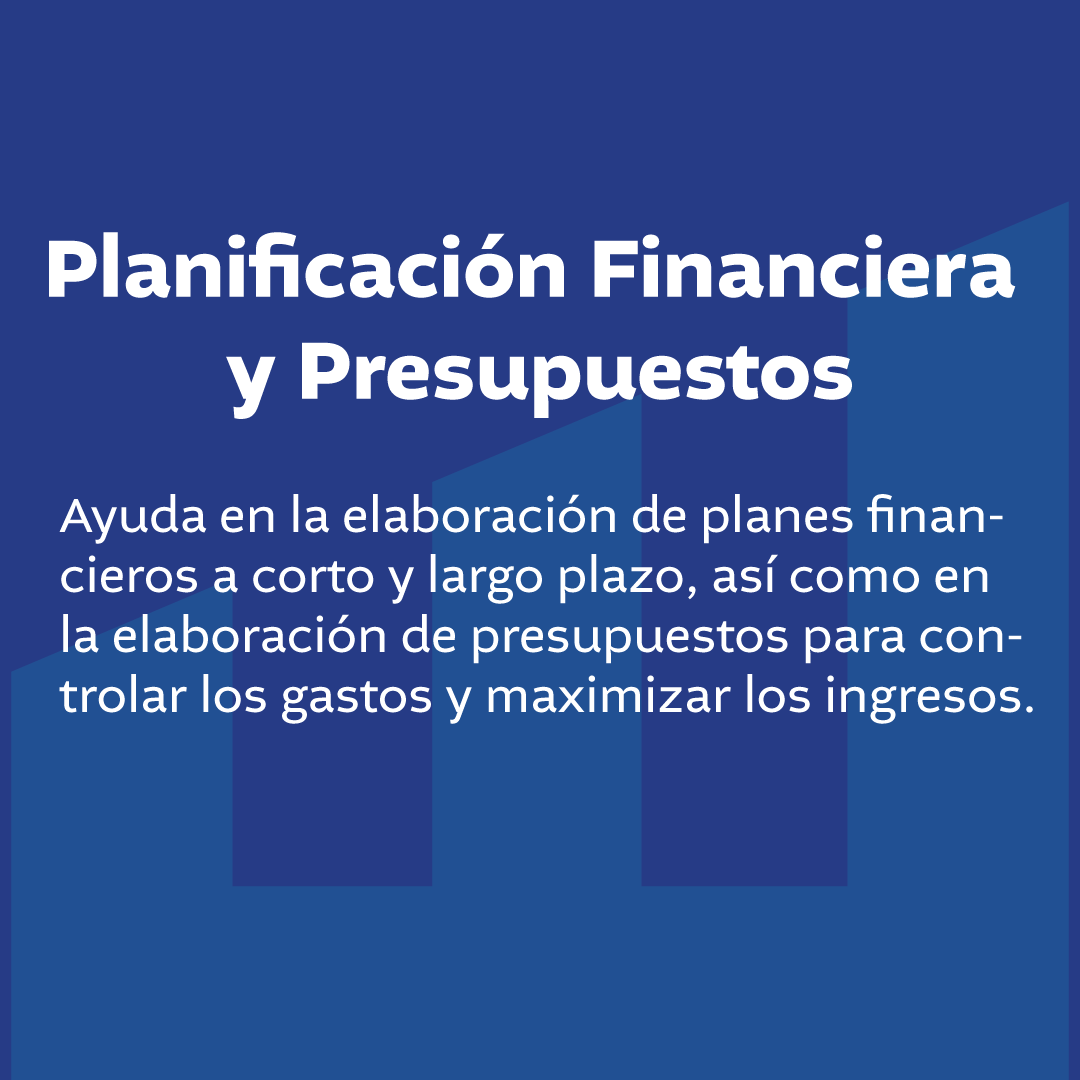 Planificación Financiera
y Presupuestos
Ayuda en la elaboración de planes finan-
cieros a corto y largo plazo, así como en
la elaboración de presupuestos para con-
trolar los gastos y maximizar los ingresos.